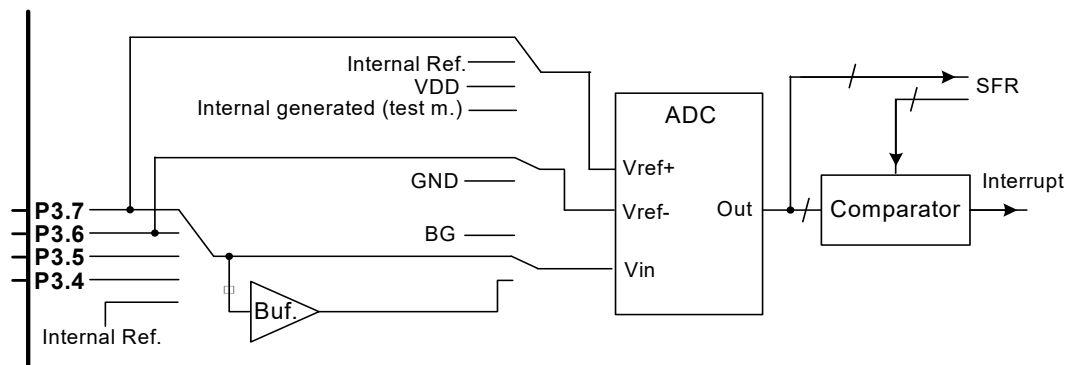 Internal Ref.
VDD
Internal generated (test m.)
ADC
SFR
Vref+
GND
Interrupt
P3.7
Vref-
Out
Comparator
P3.6
BG
P3.5
Vin
P3.4
Buf.
Internal Ref.